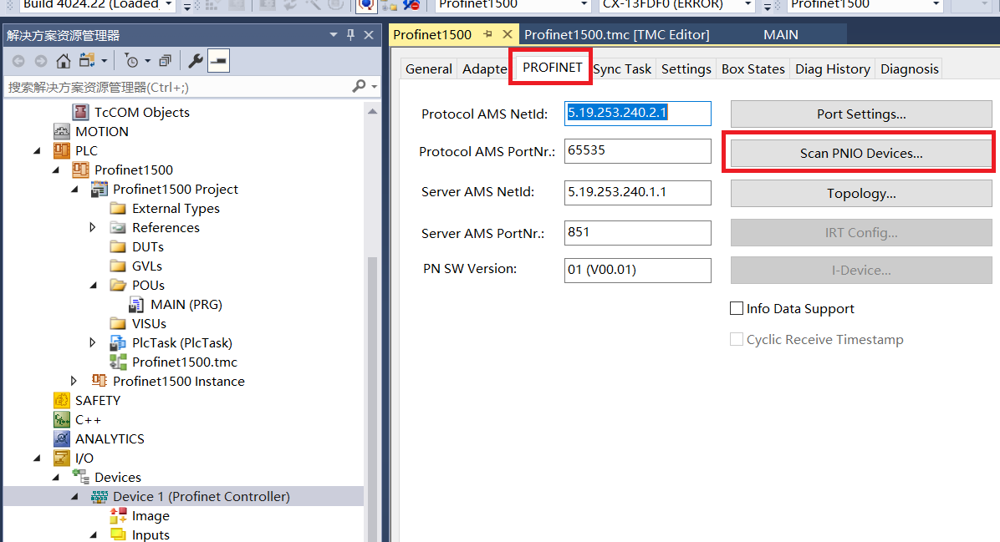 Build 4024.22 (Loaded
Profinet1500
CX-13FDF0 (ERROR)
Profinet1500
解决方案资源管理器
搜索解决方案资源管理器(Ctrl+;)
TcCOM Objects
MOTION
PLC
Profinet1500
Profinet1500 Project
External Types
References
DUTs
GVLs
POUs
MAIN (PRG)
VISUs
PlcTask (PlcTask)
Profinet1500.tmc
Profinet1500 Instance
SAFETY
C++
ANALYTICS
I/O
Devices
Device 1 (Profinet Controller)
Image
Inputs
Profinet1500
Profinet1500.tmc [TMC Editor]
MAIN
General
Adapte
PROFINET
Sync Task
Settings
Box States
Diag History
Diagnosis
Protocol AMS NetId: 5.19.253.240.2.1
Protocol AMS PortNr.: 65535
Server AMS NetId: 5.19.253.240.1.1
Server AMS PortNr.: 851
PN SW Version: 01 (V00.01)
Port Settings...
Scan PNIO Devices...
Topology...
IRT Config...
I-Device...
Info Data Support
Cyclic Receive Timestamp